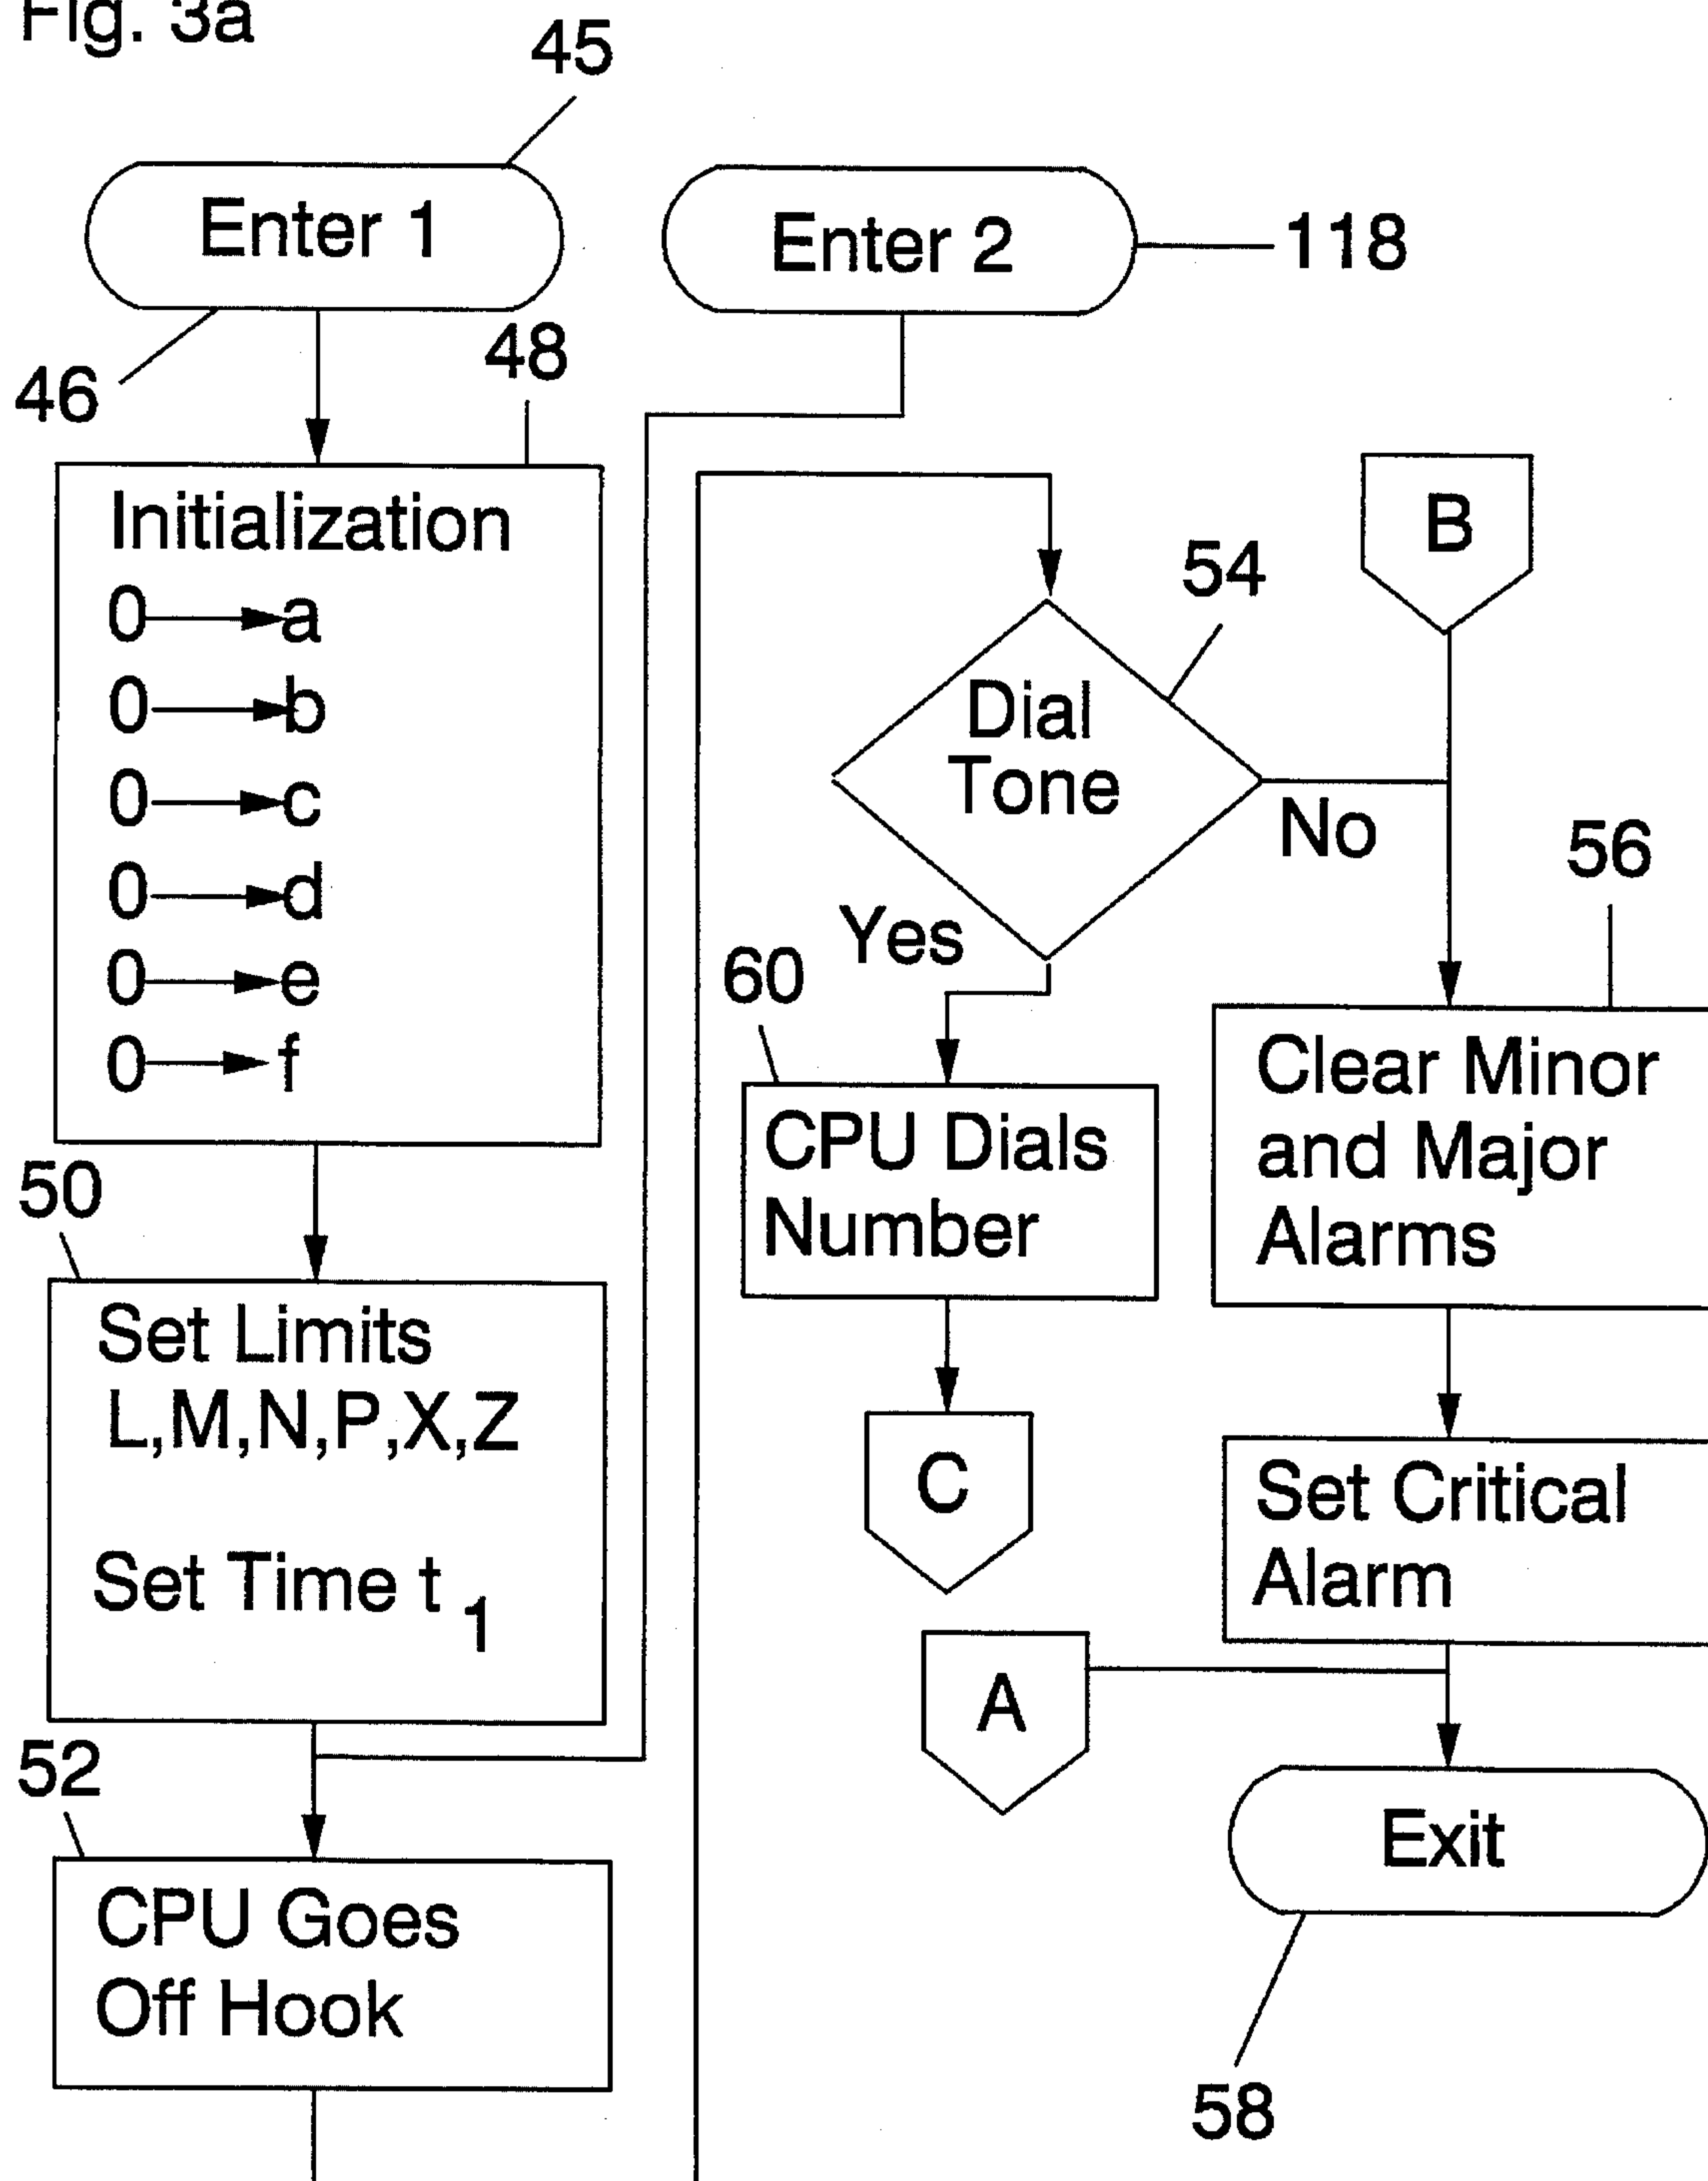 Fig. 3a
45
Enter 1
46
48
Initialization
0→a
0→b
0→c
0→d
0→e
0→f
50
Set Limits
L,M,N,P,X,Z
Set Time t 1
52
CPU Goes
Off Hook
Enter 2
118
54
Dial
Tone
No
Yes
60
CPU Dials
Number
C
B
56
Clear Minor
and Major
Alarms
Set Critical
Alarm
A
Exit
58